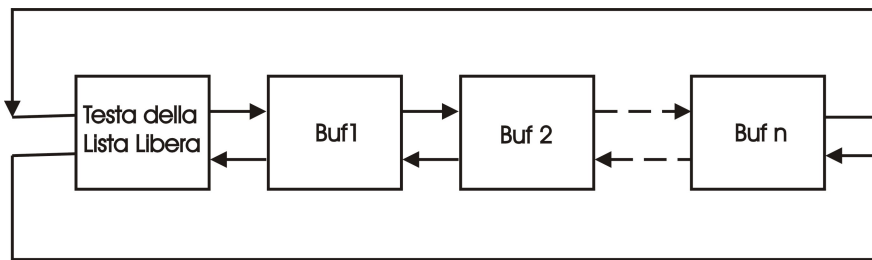 Testa della
Lista Libera
Buf1
Buf 2
Buf n